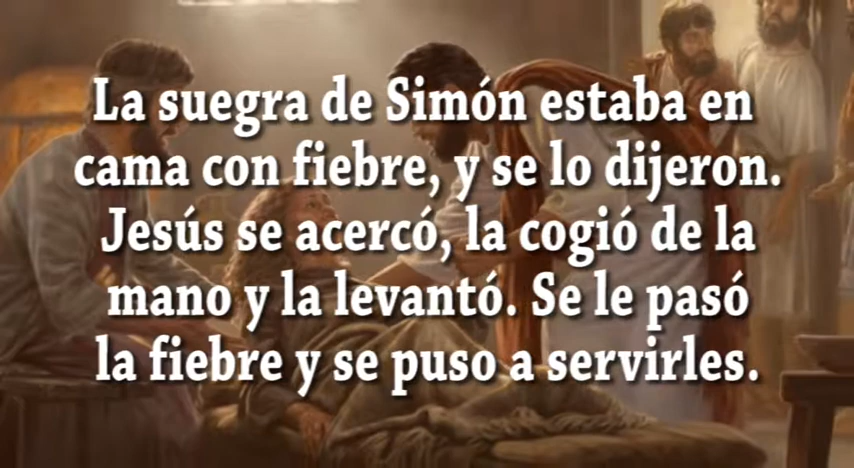 La suegra de Simón estaba en
cama con fiebre, y se lo dijeron.
Jesús se acercó, la cogió de la
mano y la levantó. Se le pasó
la fiebre y se puso a servirles.